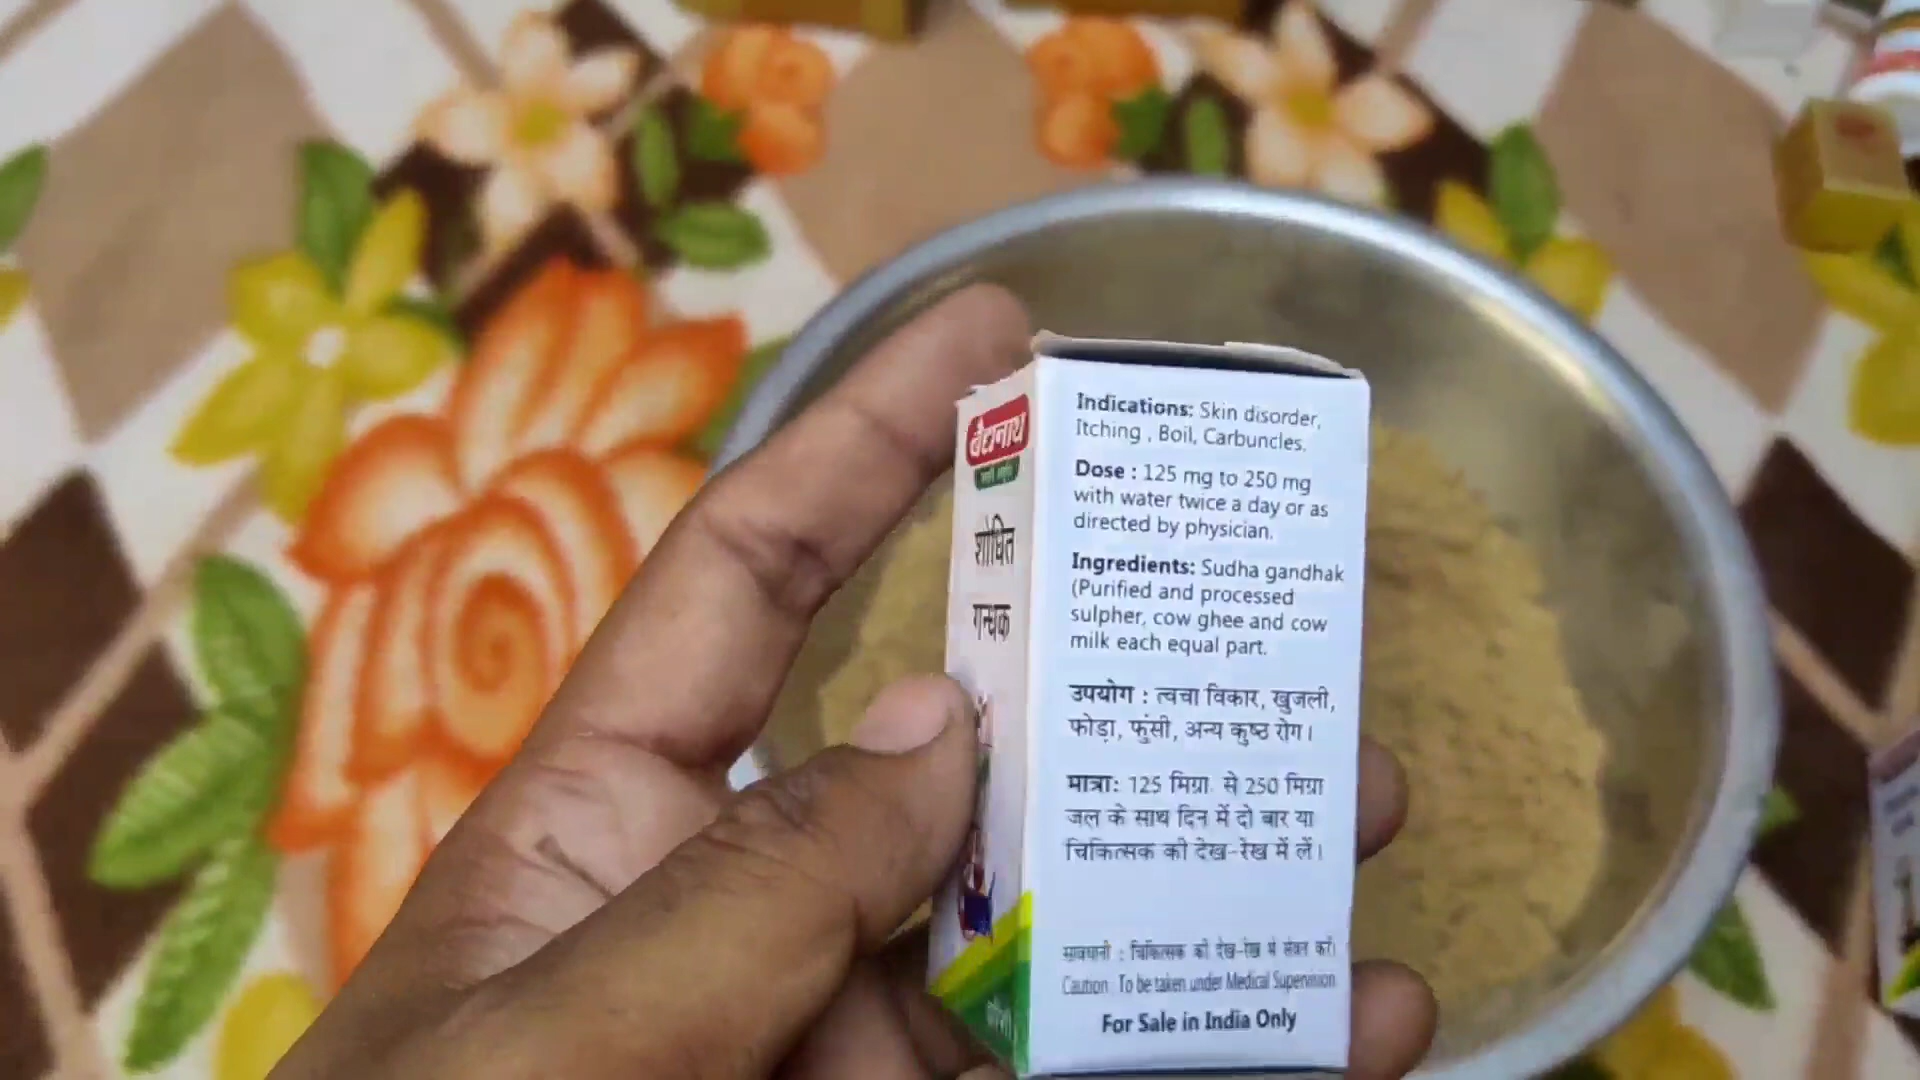 बैद्यनाथ
शोधित
गन्धक
Indications: Skin disorder,
Itching , Boil, Carbuncles.
Dose : 125 mg to 250 mg
with water twice a day or as
directed by physician.
Ingredients: Sudha gandhak
(Purified and processed
sulpher, cow ghee and cow
milk each equal part.
उपयोग : त्वचा विकार, खुजली,
फोड़ा, फुंसी, अन्य कुष्ठ रोग।
मात्रा: 125 मिग्रा. से 250 मिग्रा
जल के साथ दिन में दो बार या
चिकित्सक की देख-रेख में लें।
सावधानी : चिकित्सक की देख-रेख में सेवन करें।
Caution : To be taken under Medical Supervision
For Sale in India Only